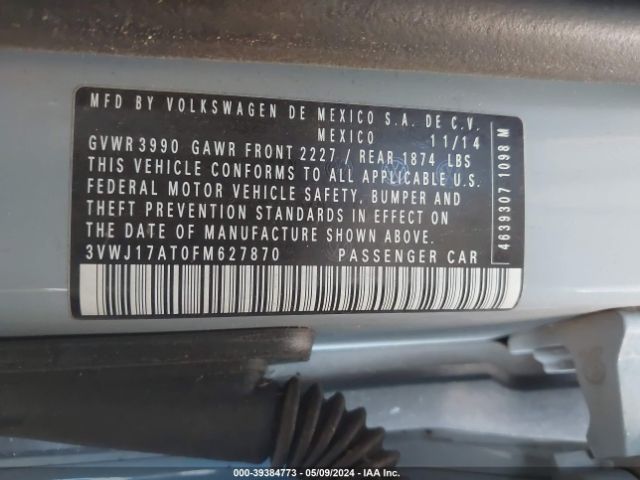 MFD BY VOLKSWAGEN DE MEXICO S.A. DE C.V.
MEXICO 11/14
GVWR 3990 GAWR FRONT 2227 / REAR 1874 LBS
THIS VEHICLE CONFORMS TO ALL APPLICABLE U.S.
FEDERAL MOTOR VEHICLE SAFETY, BUMPER AND
THEFT PREVENTION STANDARDS IN EFFECT ON
THE DATE OF MANUFACTURE SHOWN ABOVE.
3VWJ17AT0FM627870 PASSENGER CAR
4639307 1098 M
000-39384773 - 05/09/2024 - IAA Inc.